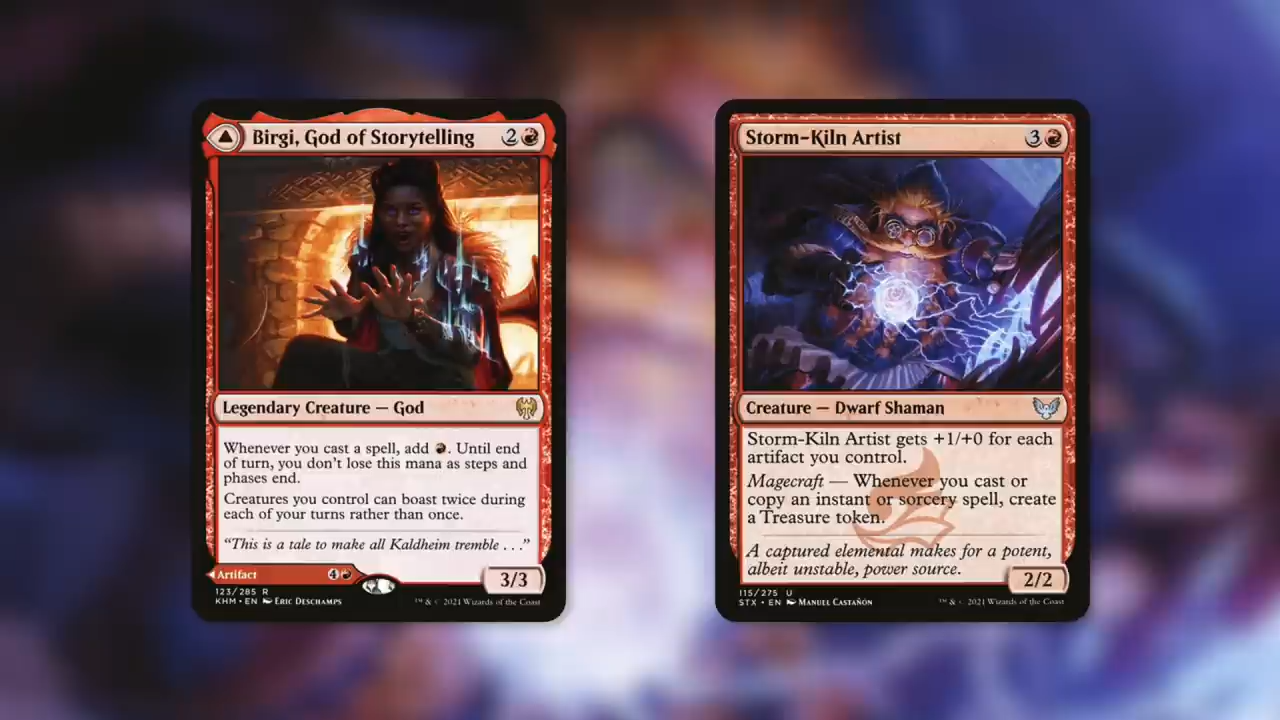 Birgi, God of Storytelling 2
Legendary Creature — God
Whenever you cast a spell, add . Until end
of turn, you don't lose this mana as steps and
phases end.
Creatures you control can boast twice during
each of your turns rather than once.
“This is a tale to make all Kaldheim tremble . . .”
Artifact 4
3/3
123/285 R
KHM • EN Eric Deschamps
™ & © 2021 Wizards of the Coast
Storm-Kiln Artist 3
Creature — Dwarf Shaman
Storm-Kiln Artist gets +1/+0 for each
artifact you control.
Magecraft — Whenever you cast or
copy an instant or sorcery spell, create
a Treasure token.
A captured elemental makes for a potent,
albeit unstable, power source.
2/2
115/275 U
STX • EN Manuel Castañón
™ & © 2021 Wizards of the Coast